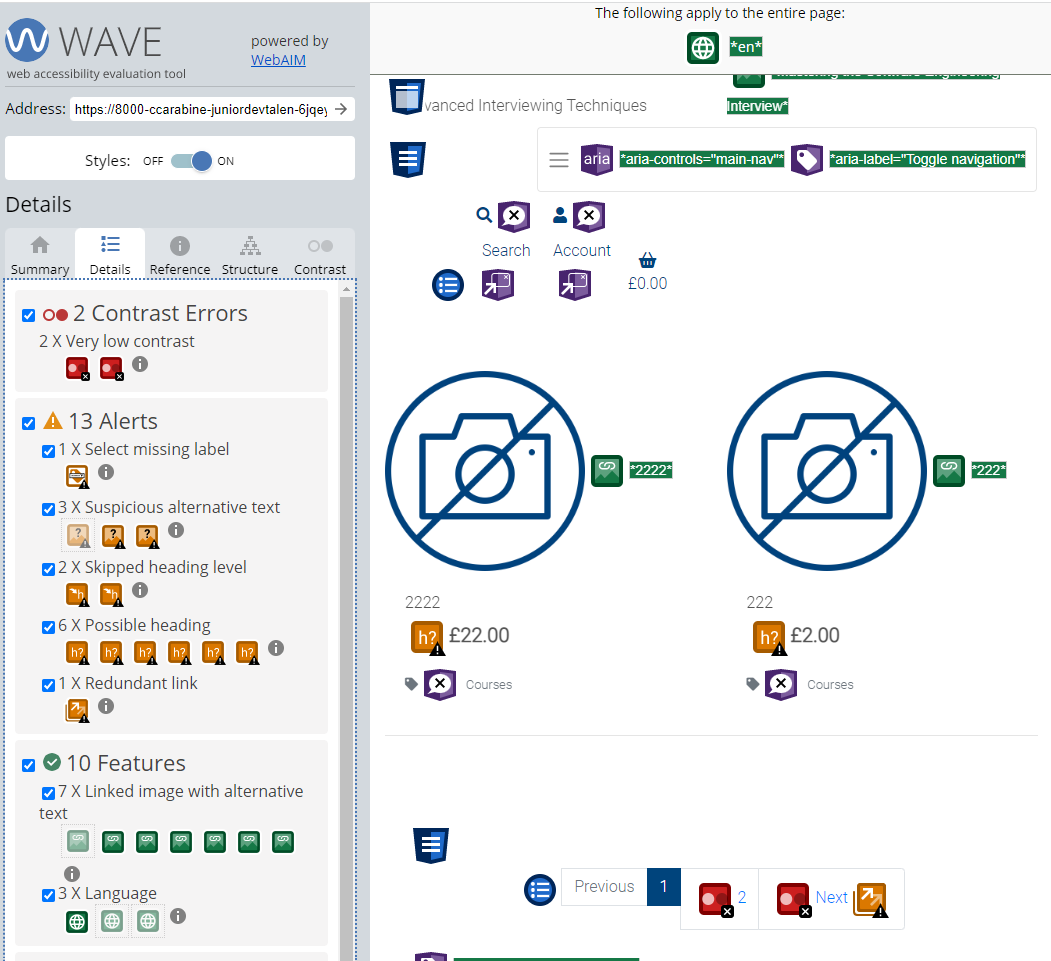 WAVE
powered by
WebAIM
web accessibility evaluation tool
Address: https://8000-ccarabine-juniordevtalen-6jqey
Styles: OFF ON
Details
Summary Details Reference Structure Contrast
2 Contrast Errors
2 X Very low contrast
13 Alerts
1 X Select missing label
3 X Suspicious alternative text
2 X Skipped heading level
6 X Possible heading
h? h? h? h? h? h?
1 X Redundant link
10 Features
7 X Linked image with alternative
text
3 X Language
The following apply to the entire page:
*en*
Mastering the Software Engineering
vanced Interviewing Techniques
Interview*
aria *aria-controls="main-nav"* *aria-label="Toggle navigation"*
Search Account
£0.00
*2222* *222*
2222 222
h? £22.00 h? £2.00
Courses Courses
Previous 1 2 Next